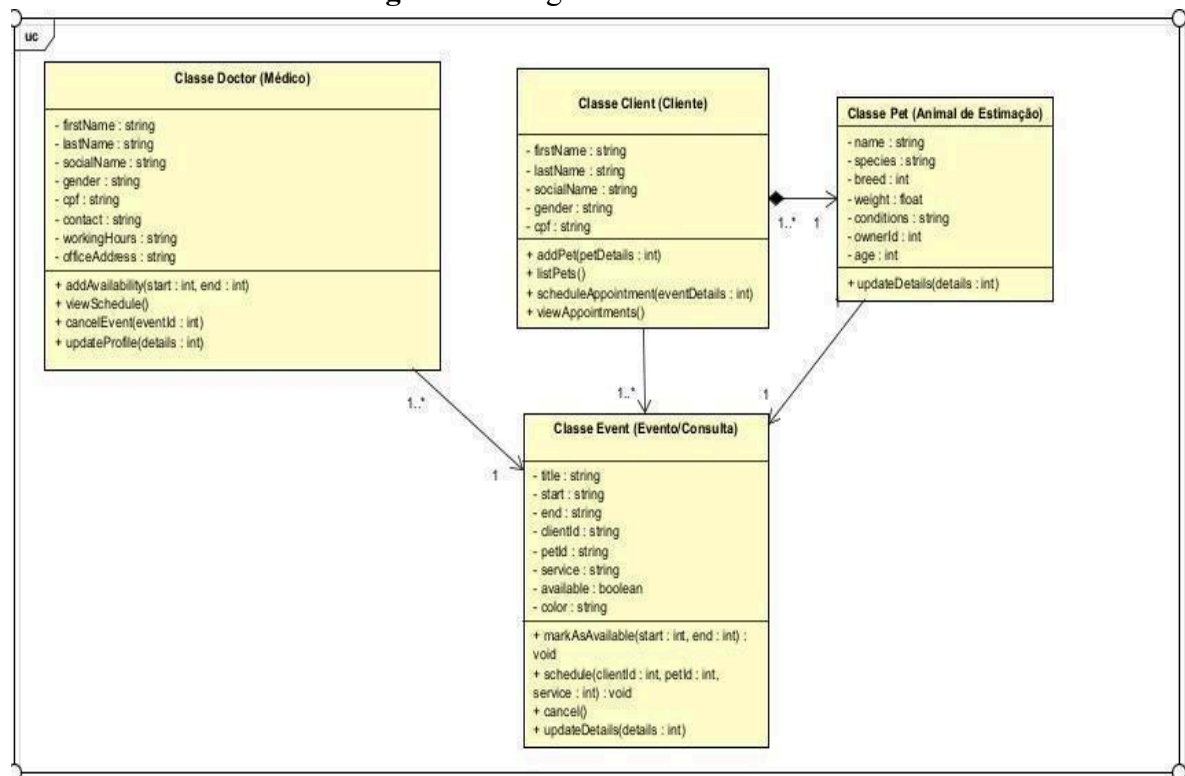 uc
Classe Doctor (Médico)
- firstName : string
- lastName : string
- socialName : string
- gender : string
- cpf : string
- contact : string
- workingHours : string
- officeAddress : string
+ addAvailability(start : int, end : int)
+ viewSchedule()
+ cancelEvent(eventId : int)
+ updateProfile(details : int)
Classe Client (Cliente)
- firstName : string
- lastName : string
- socialName : string
- gender : string
- cpf : string
+ addPet(petDetails : int)
+ listPets()
+ scheduleAppointment(eventDetails : int)
+ viewAppointments()
1..* 1
Classe Pet (Animal de Estimação)
- name : string
- species : string
- breed : int
- weight : float
- conditions : string
- ownerId : int
- age : int
+ updateDetails(details : int)
1..*
1
1..*
1
Classe Event (Evento/Consulta)
- title : string
- start : string
- end : string
- clientId : string
- petId : string
- service : string
- available : boolean
- color : string
+ markAsAvailable(start : int, end : int) :
void
+ schedule(clientId : int, petId : int,
service : int) : void
+ cancel()
+ updateDetails(details : int)